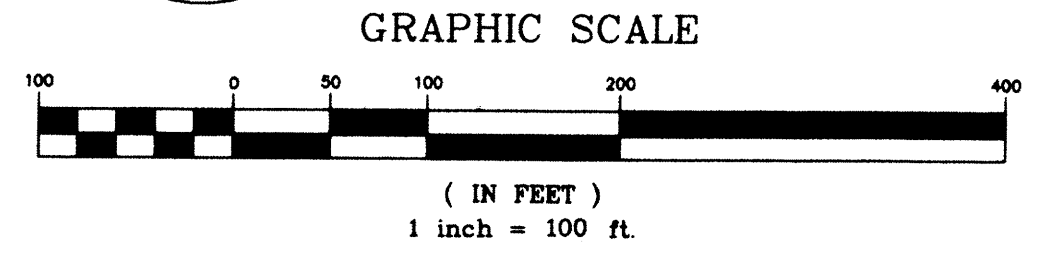 GRAPHIC SCALE
100 0 50 100 200 400
( IN FEET )
1 inch = 100 ft.